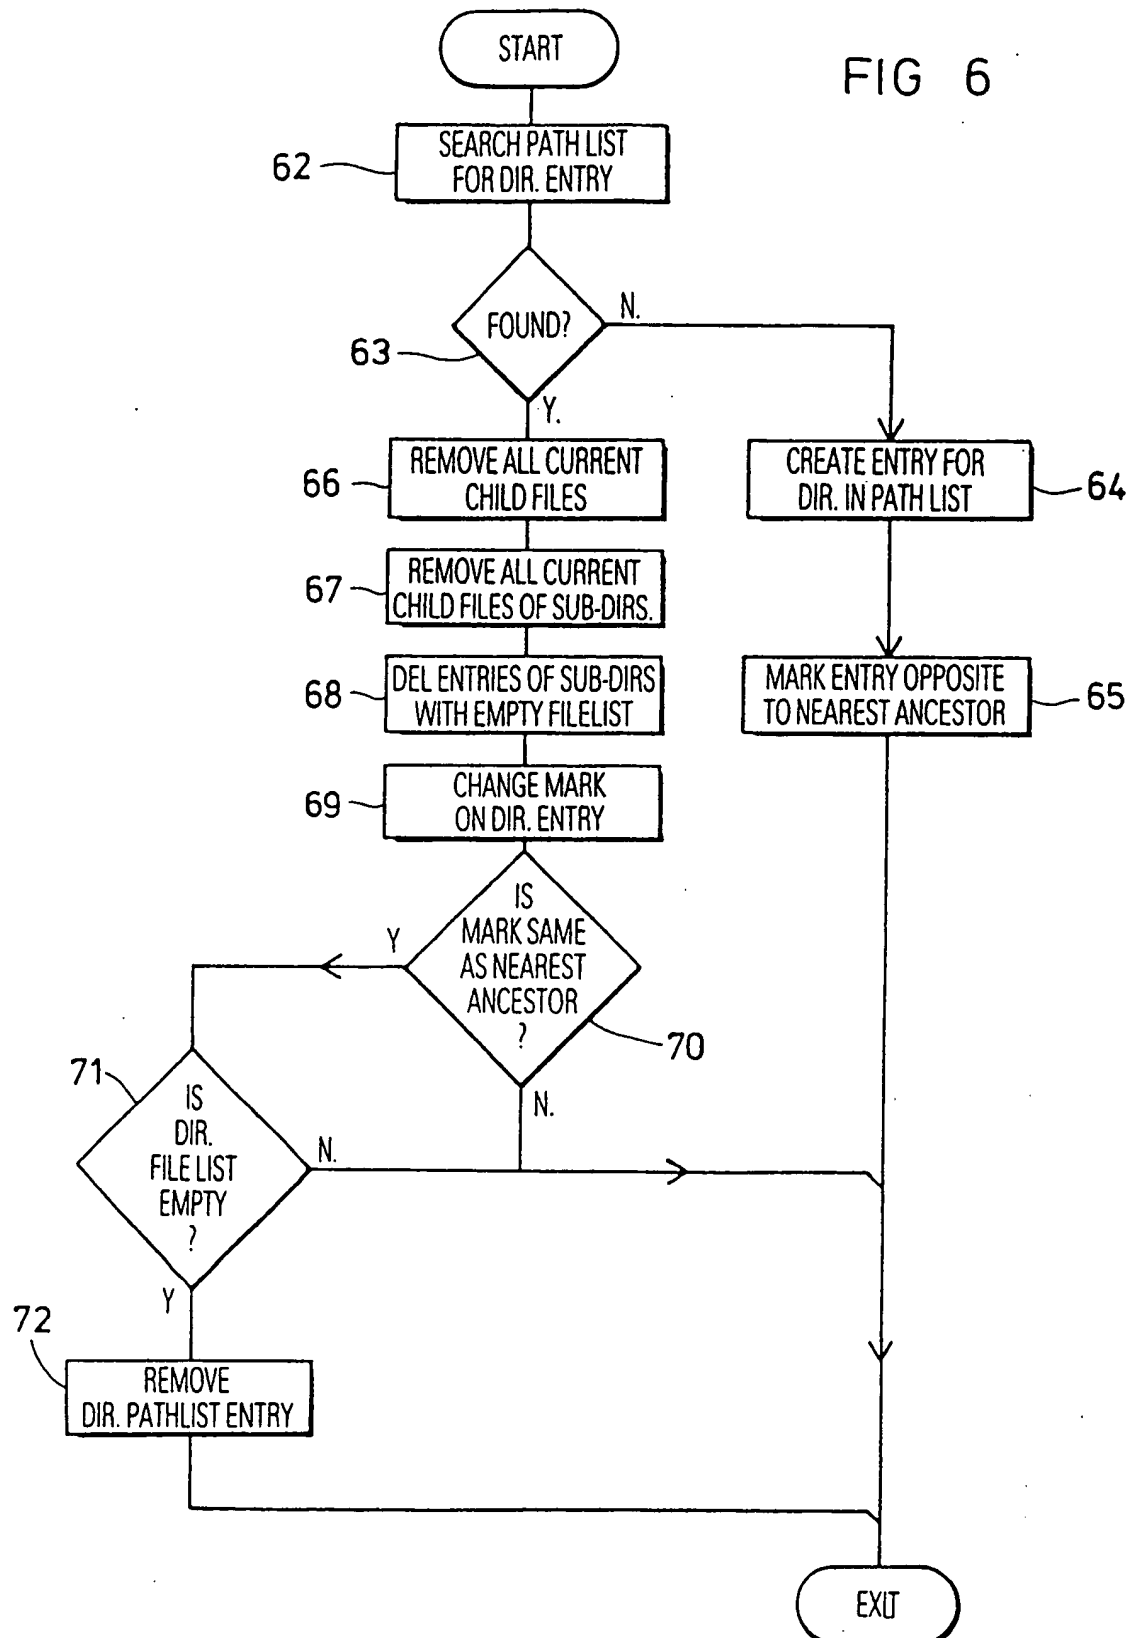 START
FIG 6
62
SEARCH PATH LIST
FOR DIR. ENTRY
FOUND?
N.
63
Y.
66
REMOVE ALL CURRENT
CHILD FILES
CREATE ENTRY FOR
DIR. IN PATH LIST
64
67
REMOVE ALL CURRENT
CHILD FILES OF SUB-DIRS.
68
DEL ENTRIES OF SUB-DIRS
WITH EMPTY FILELIST
MARK ENTRY OPPOSITE
TO NEAREST ANCESTOR
65
69
CHANGE MARK
ON DIR. ENTRY
IS
MARK SAME
AS NEAREST
ANCESTOR
?
Y
70
N.
71
IS
DIR.
FILE LIST
EMPTY
?
N.
Y
72
REMOVE
DIR. PATHLIST ENTRY
EXIT